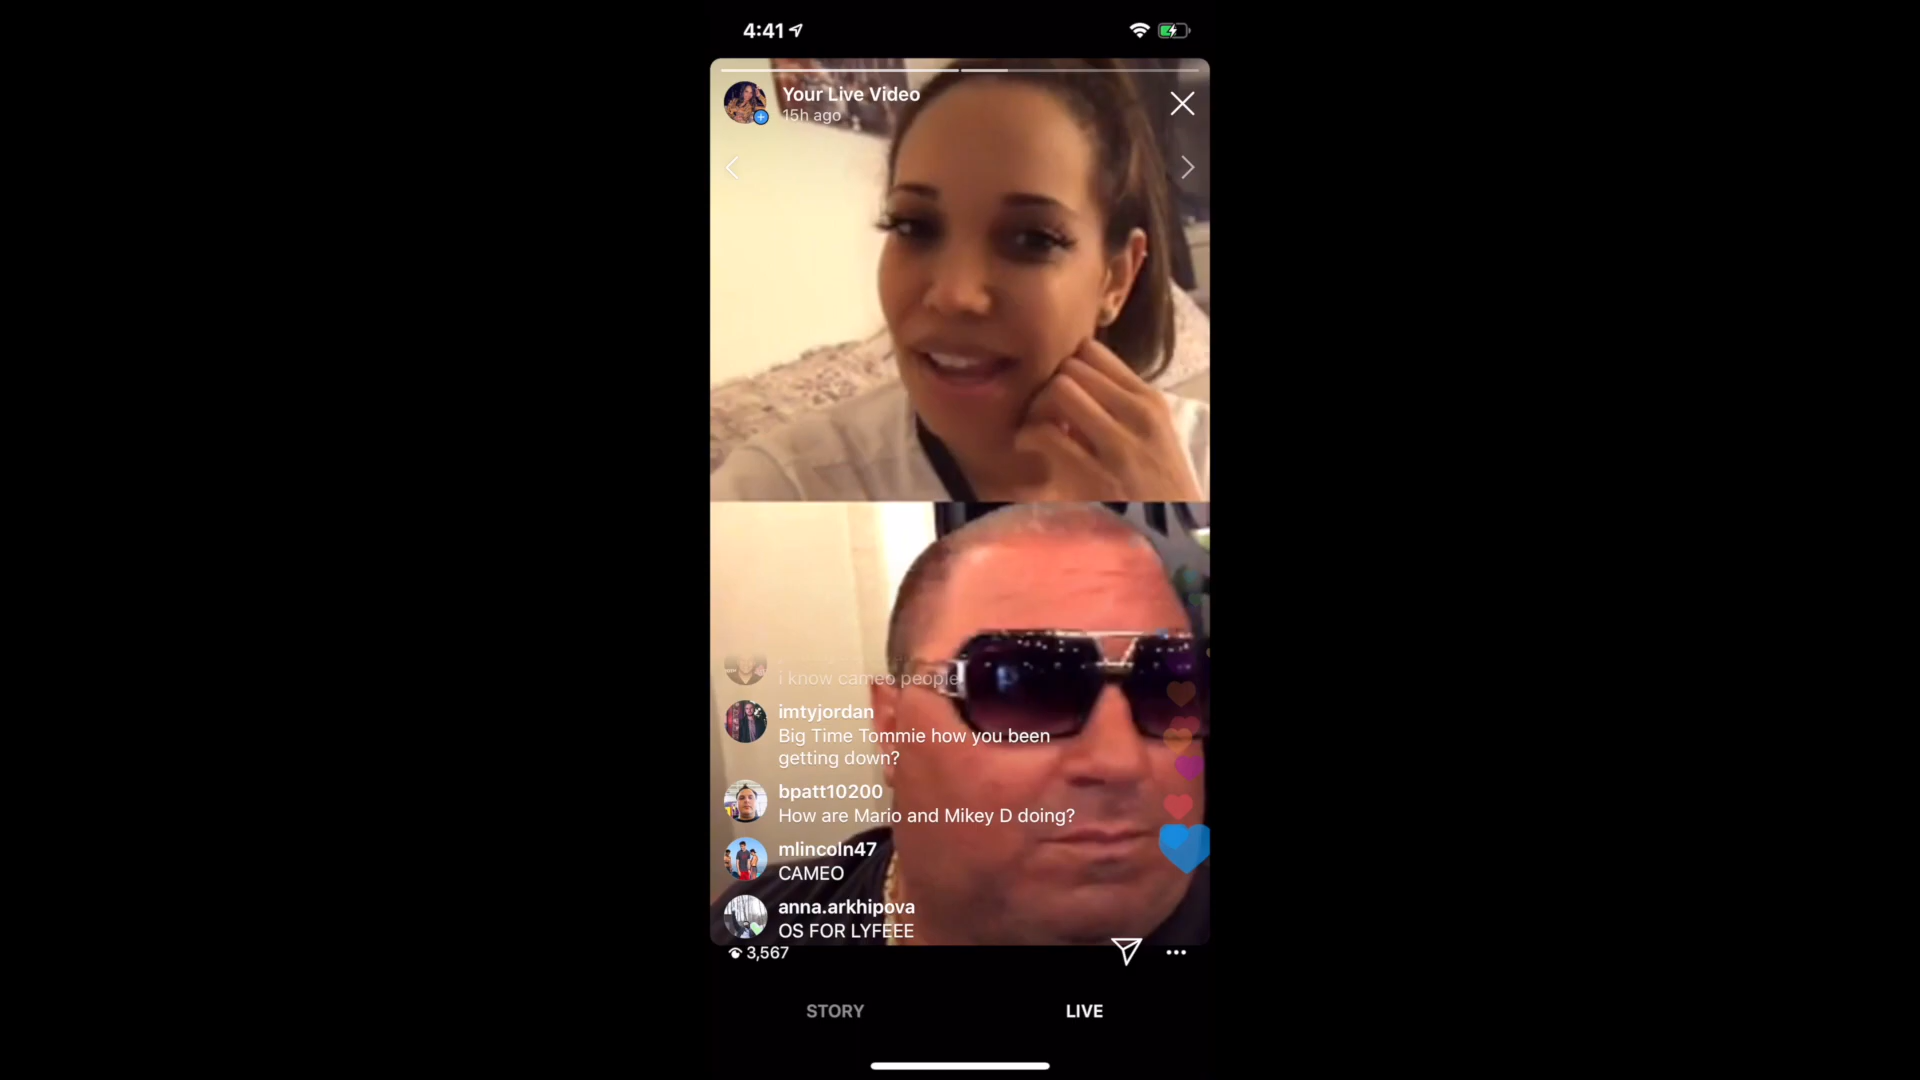 4:41
Your Live Video
15h ago
i know cameo people
imtyjordan
Big Time Tommie how you been
getting down?
bpatt10200
How are Mario and Mikey D doing?
mlincoln47
CAMEO
anna.arkhipova
OS FOR LYFEEE
3,567
STORY
LIVE